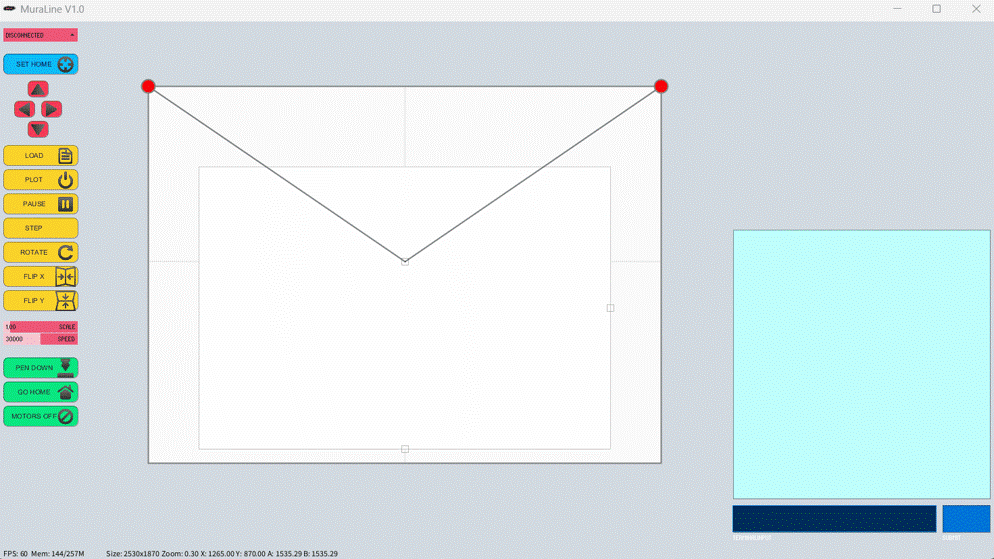 MuraLine V1.0
DISCONNECTED
SET HOME
LOAD
PLOT
PAUSE
STEP
ROTATE
FLIP X
FLIP Y
1.00 SCALE
SPEED
PEN DOWN
GO HOME
MOTORS OFF
SUBMIT
FPS: 60 Mem: 144/257M Size: 2530x1870 Zoom: 0.30 X: 1265.00 Y: 870.00 A: 1535.29 B: 1535.29